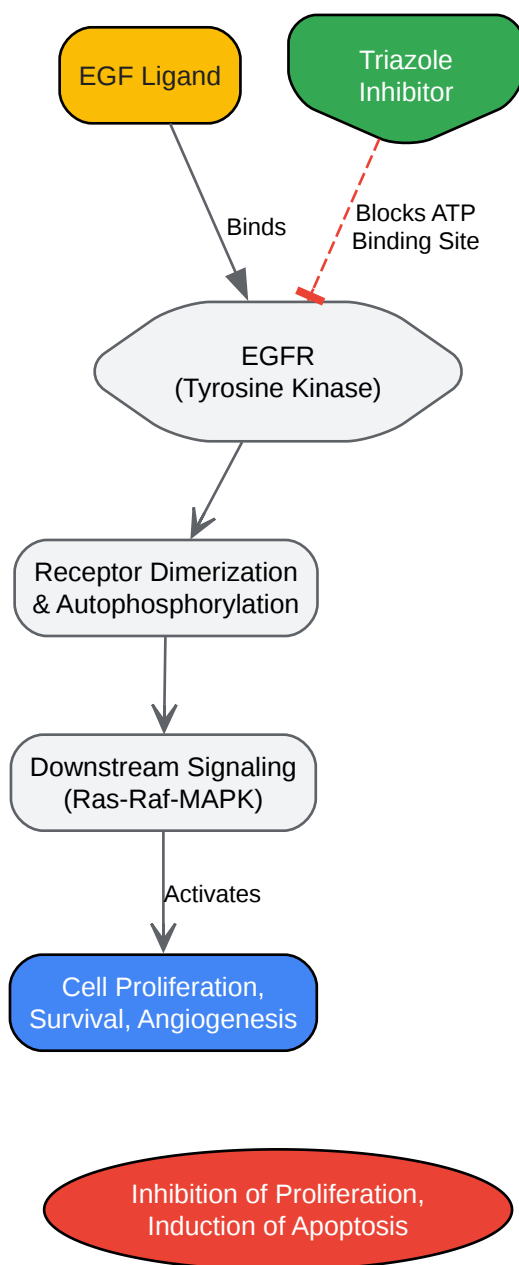 EGF Ligand
Triazole
Inhibitor
Binds
Blocks ATP
Binding Site
EGFR
(Tyrosine Kinase)
Receptor Dimerization
& Autophosphorylation
Downstream Signaling
(Ras-Raf-MAPK)
Activates
Cell Proliferation,
Survival, Angiogenesis
Inhibition of Proliferation,
Induction of Apoptosis